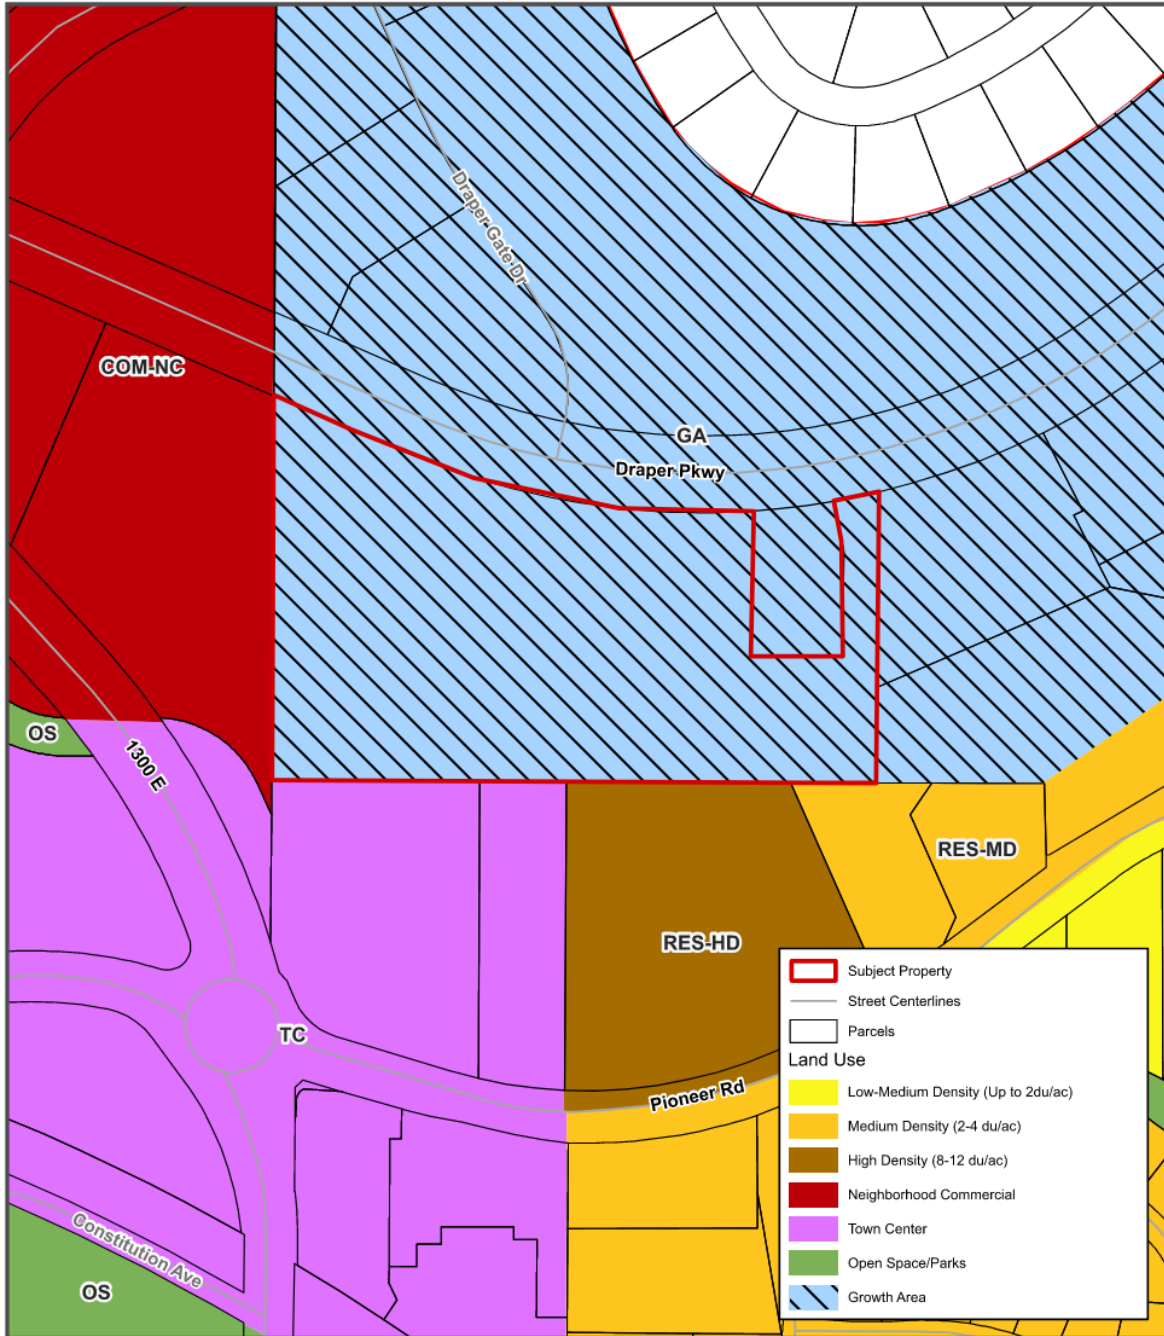 Draper Gate Dr
COM-NC
GA
Draper Pkwy
OS
1300 E
RES-MD
RES-HD
TC
Pioneer Rd
Constitution Ave
OS
Subject Property
Street Centerlines
Parcels
Land Use
Low-Medium Density (Up to 2du/ac)
Medium Density (2-4 du/ac)
High Density (8-12 du/ac)
Neighborhood Commercial
Town Center
Open Space/Parks
Growth Area